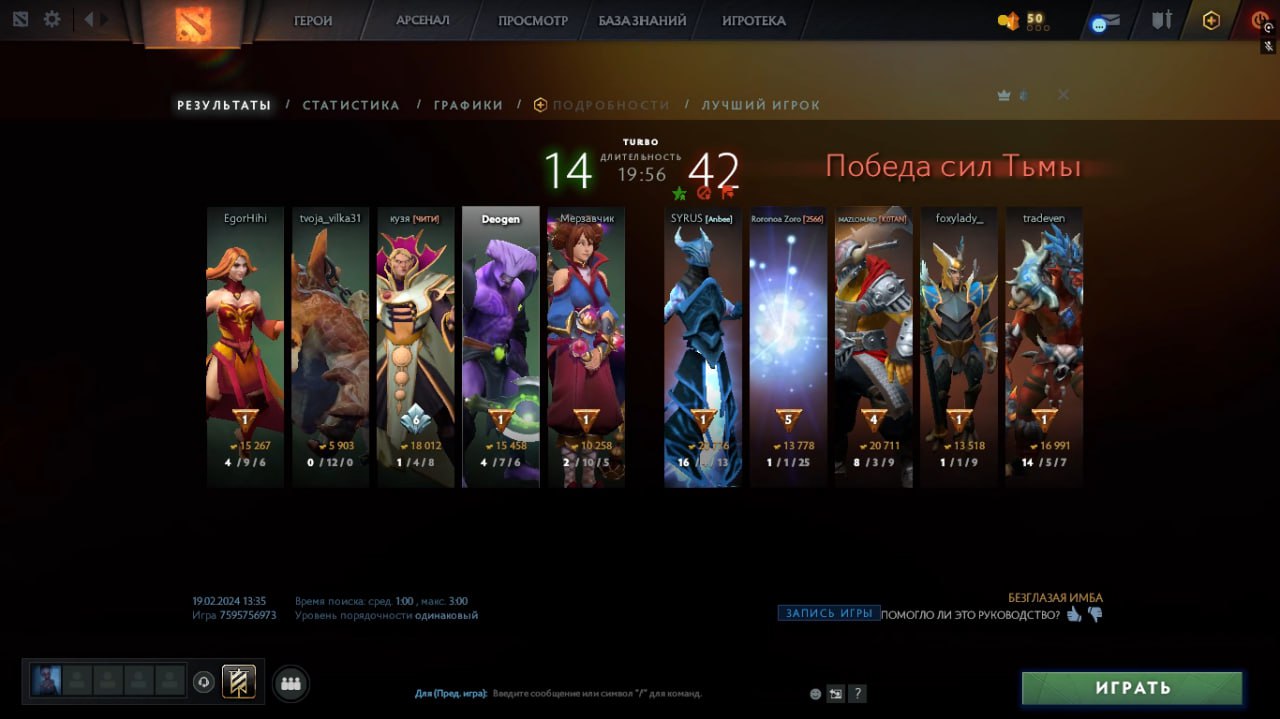 ГЕРОИ АРСЕНАЛ ПРОСМОТР БАЗА ЗНАНИЙ ИГРОТЕКА 50
РЕЗУЛЬТАТЫ / СТАТИСТИКА / ГРАФИКИ / ПОДРОБНОСТИ / ЛУЧШИЙ ИГРОК
TURBO
14 ДЛИТЕЛЬНОСТЬ 42
19:56
Победа сил Тьмы
EgorHihi tvoja_vilka31 кузя [ЧИТИ] Deogen Мерзавчик SYRUS [Anbee] Roronoa Zoro [2566] MAZLOM.ND [KOTAN] foxylady_ tradeven
1 6 1 1 1 5 4 1 1
15 267 5 903 18 012 15 458 10 258 13 778 20 711 13 518 16 991
4 / 9 / 6 0 / 12 / 0 1 / 4 / 8 4 / 7 / 6 2 / 10 / 5 16 / 4 / 13 1 / 1 / 25 8 / 3 / 9 1 / 1 / 9 14 / 5 / 7
19.02.2024 13:35 Время поиска: сред. 1:00 , макс. 3:00
Игра 7595756973 Уровень порядочности одинаковый
БЕЗГЛАЗАЯ ИМБА
ЗАПИСЬ ИГРЫ ПОМОГЛО ЛИ ЭТО РУКОВОДСТВО?
Для (Пред. игра): Введите сообщение или символ "/" для команд.
?
ИГРАТЬ